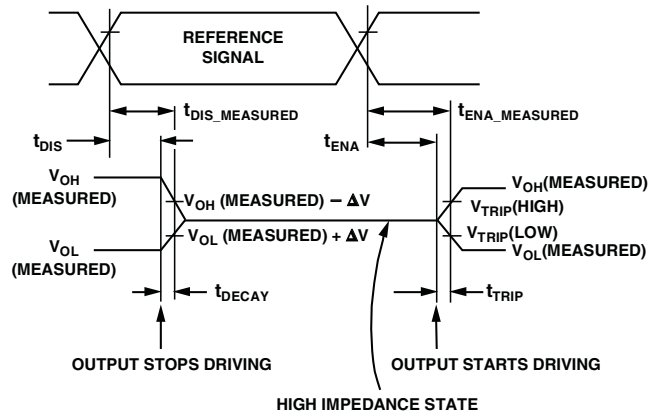 REFERENCE
SIGNAL
tDIS_MEASURED
tENA_MEASURED
tDIS
tENA
VOH
(MEASURED)
VOH (MEASURED) − ΔV
VOH(MEASURED)
VTRIP(HIGH)
VOL (MEASURED) + ΔV
VTRIP(LOW)
VOL
(MEASURED)
VOL(MEASURED)
tDECAY
tTRIP
OUTPUT STOPS DRIVING
OUTPUT STARTS DRIVING
HIGH IMPEDANCE STATE